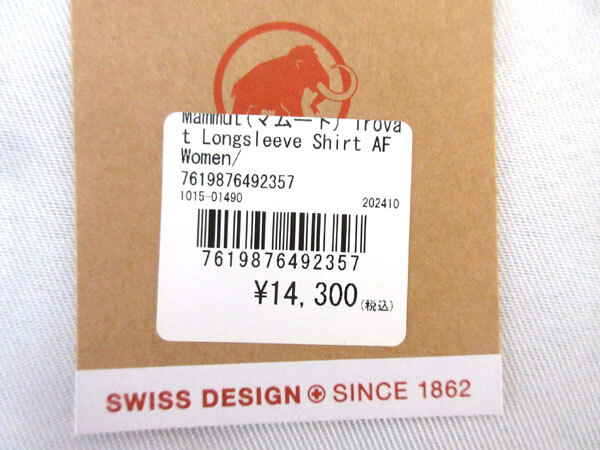 Mammut(マムート) Trova
t Longsleeve Shirt AF
Women/
7619876492357
1015-01490 202410
7619876492357
¥14,300(税込)
SWISS DESIGN SINCE 1862